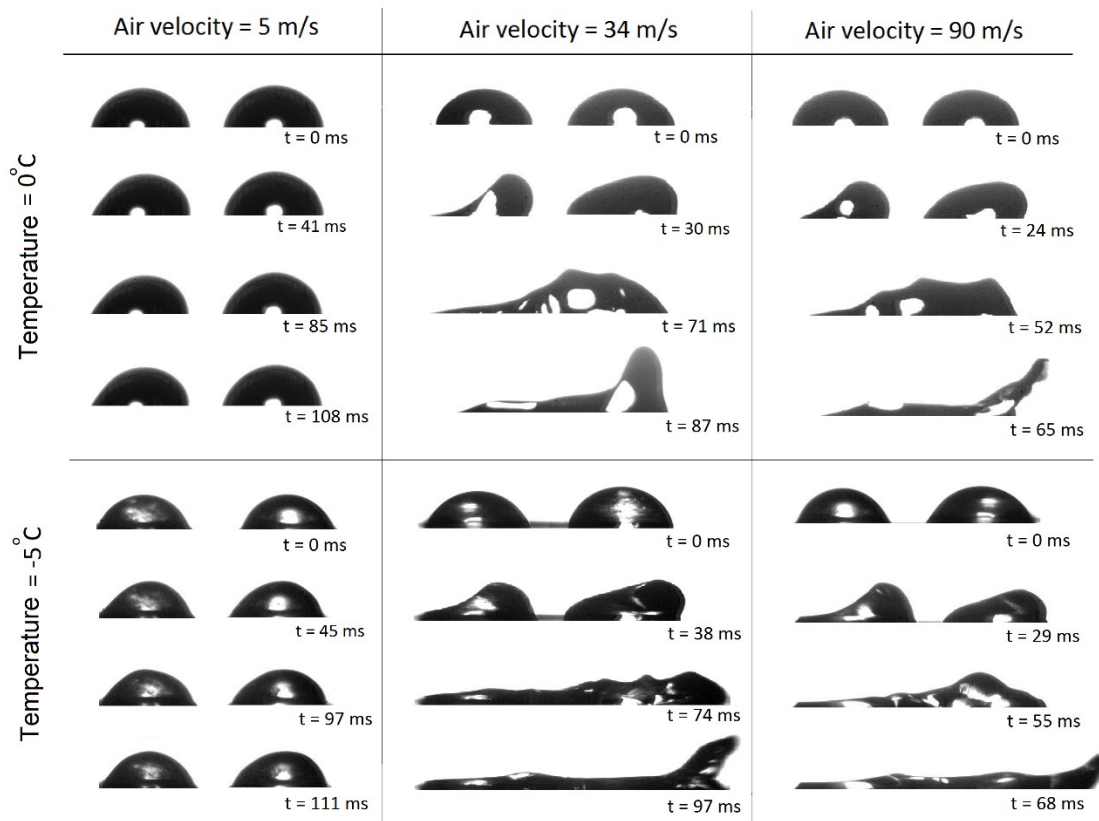 Air velocity = 5 m/s
Air velocity = 34 m/s
Air velocity = 90 m/s
Temperature = 0°C
t = 0 ms
t = 0 ms
t = 0 ms
t = 41 ms
t = 30 ms
t = 24 ms
t = 85 ms
t = 71 ms
t = 52 ms
t = 108 ms
t = 87 ms
t = 65 ms
Temperature = -5°C
t = 0 ms
t = 0 ms
t = 0 ms
t = 45 ms
t = 38 ms
t = 29 ms
t = 97 ms
t = 74 ms
t = 55 ms
t = 111 ms
t = 97 ms
t = 68 ms